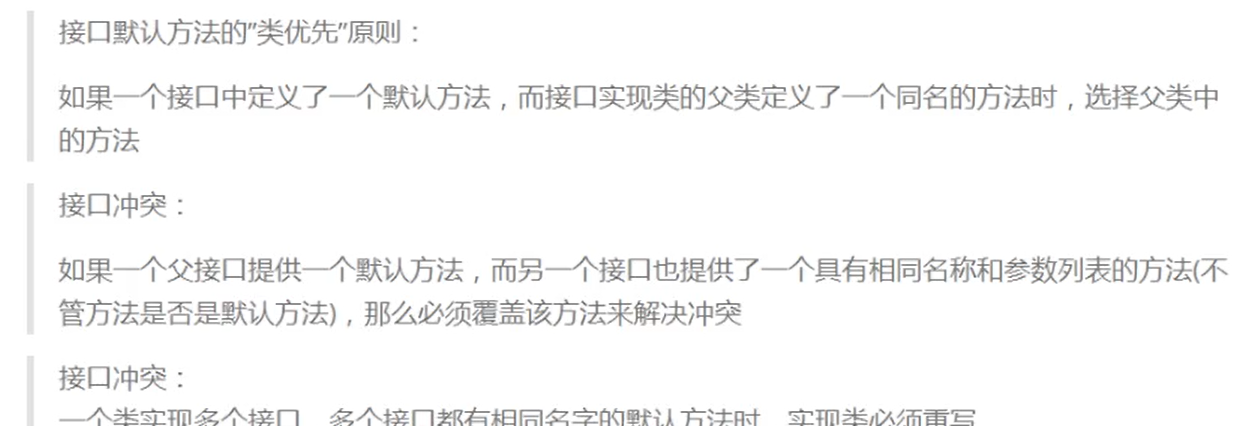 接口默认方法的"类优先"原则：
如果一个接口中定义了一个默认方法，而接口实现类的父类定义了一个同名的方法时，选择父类中
的方法
接口冲突：
如果一个父接口提供一个默认方法，而另一个接口也提供了一个具有相同名称和参数列表的方法(不
管方法是否是默认方法)，那么必须覆盖该方法来解决冲突
接口冲突：
一个类实现多个接口，多个接口都有相同名字的默认方法时，实现类必须重写